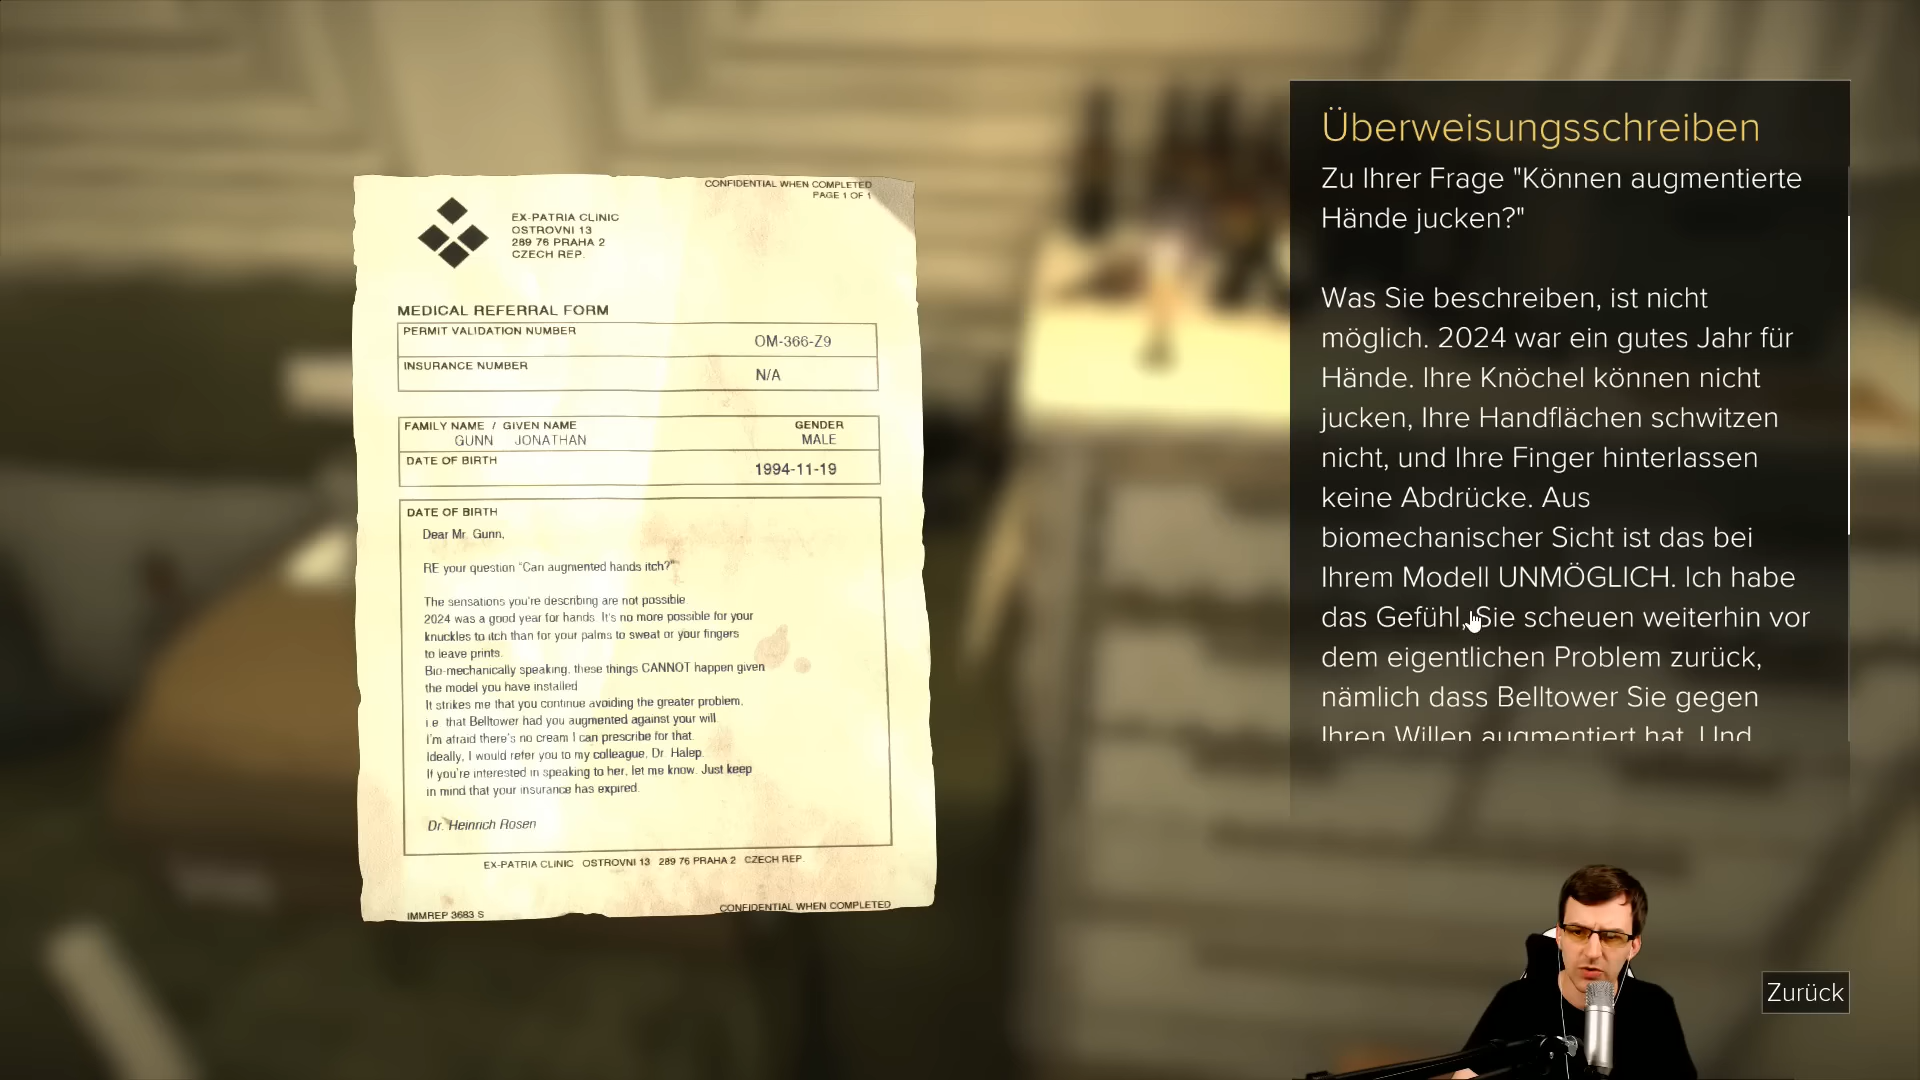 CONFIDENTIAL WHEN COMPLETED
PAGE 1 OF 1
EX-PATRIA CLINIC
OSTROVNI 13
289 76 PRAHA 2
CZECH REP.
MEDICAL REFERRAL FORM
PERMIT VALIDATION NUMBER
OM-366-Z9
INSURANCE NUMBER
N/A
FAMILY NAME / GIVEN NAME
GENDER
GUNN JONATHAN
MALE
DATE OF BIRTH
1994-11-19
DATE OF BIRTH
Dear Mr. Gunn,
RE your question "Can augmented hands itch?"
The sensations you're describing are not possible
2024 was a good year for hands. It's no more possible for your
knuckles to itch than for your palms to sweat or your fingers
to leave prints.
Bio-mechanically speaking, these things CANNOT happen given
the model you have installed
It strikes me that you continue avoiding the greater problem,
i.e. that Belltower had you augmented against your will
I'm afraid there's no cream I can prescribe for that.
Ideally, I would refer you to my colleague, Dr. Halep.
If you're interested in speaking to her, let me know. Just keep
in mind that your insurance has expired.
Dr. Heinrich Rosen
EX-PATRIA CLINIC OSTROVNI 13 289 76 PRAHA 2 CZECH REP.
IMMREP 3683 S
CONFIDENTIAL WHEN COMPLETED
Überweisungsschreiben
Zu Ihrer Frage "Können augmentierte
Hände jucken?"
Was Sie beschreiben, ist nicht
möglich. 2024 war ein gutes Jahr für
Hände. Ihre Knöchel können nicht
jucken, Ihre Handflächen schwitzen
nicht, und Ihre Finger hinterlassen
keine Abdrücke. Aus
biomechanischer Sicht ist das bei
Ihrem Modell UNMÖGLICH. Ich habe
das Gefühl, Sie scheuen weiterhin vor
dem eigentlichen Problem zurück,
nämlich dass Belltower Sie gegen
Ihren Willen augmentiert hat. Und
Zurück